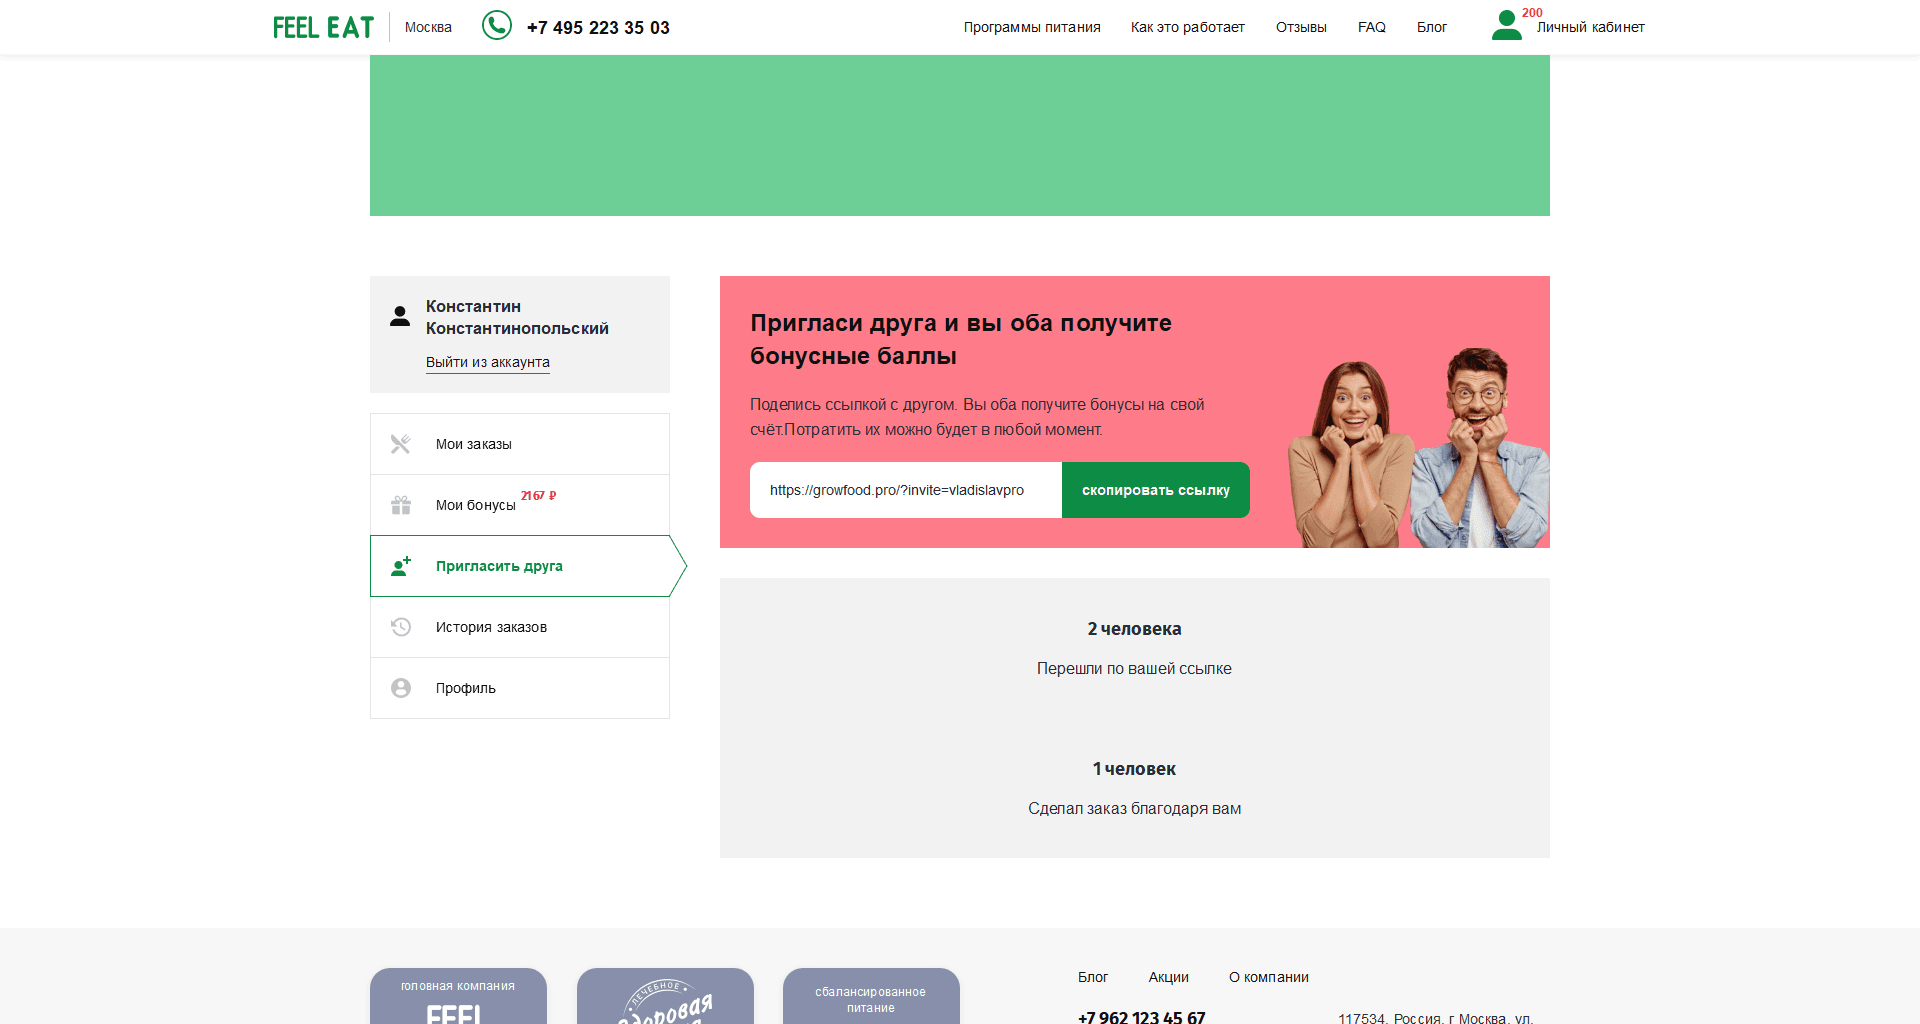 FEEL EAT
Москва
+7 495 223 35 03
Программы питания
Как это работает
Отзывы
FAQ
Блог
200
Личный кабинет
Константин
Константинопольский
Выйти из аккаунта
Мои заказы
Мои бонусы
2167 ₽
Пригласить друга
История заказов
Профиль
Пригласи друга и вы оба получите
бонусные баллы
Поделись ссылкой с другом. Вы оба получите бонусы на свой
счёт.Потратить их можно будет в любой момент.
https://growfood.pro/?invite=vladislavpro
скопировать ссылку
2 человека
Перешли по вашей ссылке
1 человек
Сделал заказ благодаря вам
головная компания
FEEL
ЛЕЧЕБНОЕ
Здоровая
сбалансированное
питание
Блог
Акции
О компании
+7 962 123 45 67
117534, Россия, г Москва, ул.